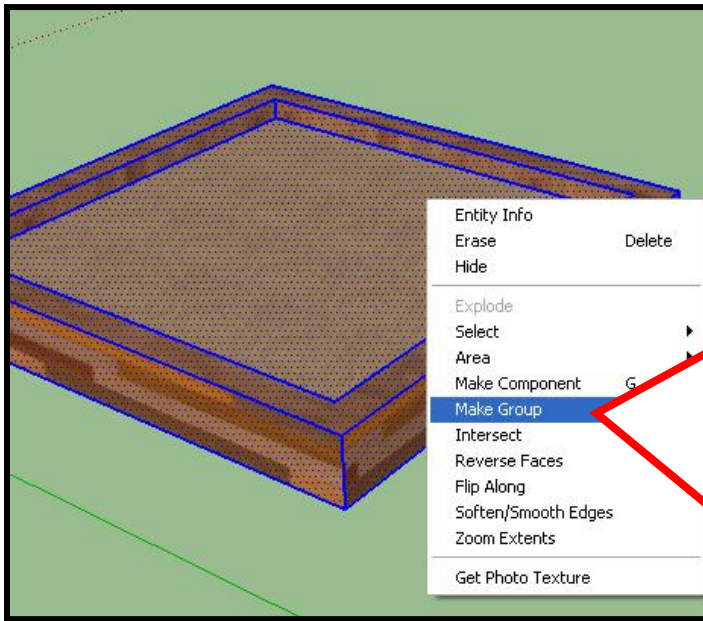 Entity Info
Erase Delete
Hide
Explode
Select
Area
Make Component G
Make Group
Intersect
Reverse Faces
Flip Along
Soften/Smooth Edges
Zoom Extents
Get Photo Texture